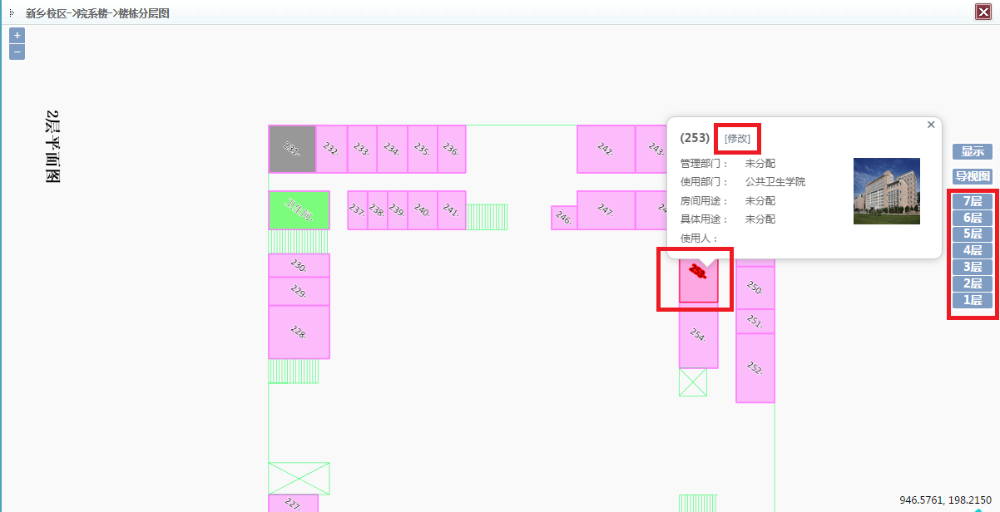 新乡校区->院系楼->楼栋分层图
+
−
2层平面图
231-
232-
233-
234-
235-
236-
242-
243-
卫生间-
237-
238-
239-
240-
241-
246-
247-
230-
229-
228-
227-
(253) [修改]
管理部门： 未分配
使用部门： 公共卫生学院
房间用途： 未分配
具体用途： 未分配
使用人：
253-
254-
250-
251-
252-
显示
导视图
7层
6层
5层
4层
3层
2层
1层
946.5761, 198.2150